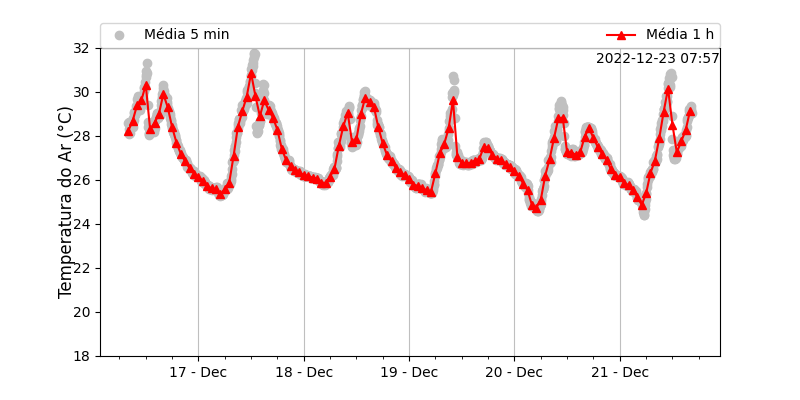 Média 5 min
Média 1 h
2022-12-23 07:57
Temperatura do Ar (°C)
32
30
28
26
24
22
20
18
17 - Dec
18 - Dec
19 - Dec
20 - Dec
21 - Dec